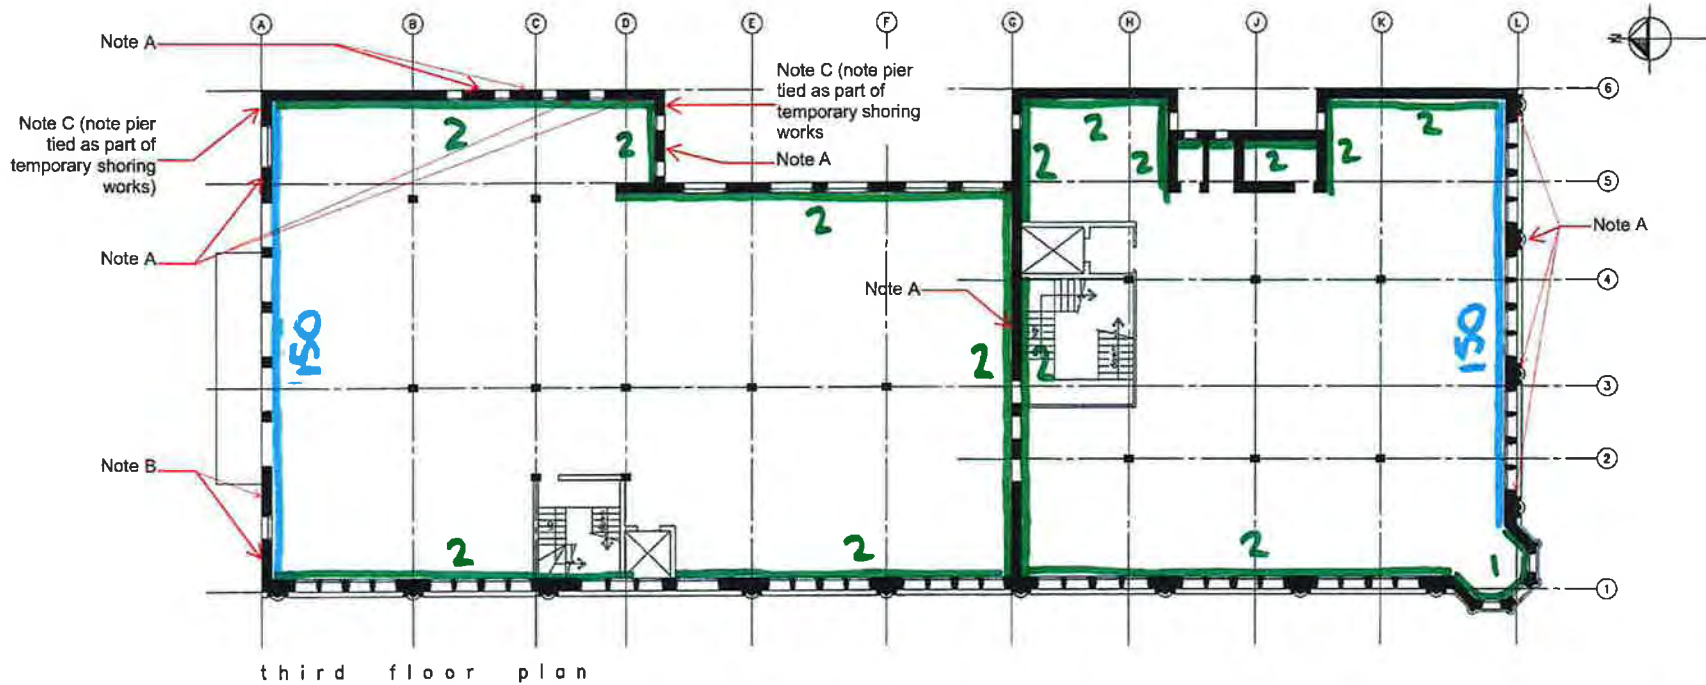 A B C D E F G H J K L
N
Note A
Note C (note pier
tied as part of
temporary shoring
works
6
Note C (note pier
tied as part of
temporary shoring
works)
2
2
2
2
2
2
2
2
Note A
5
2
Note A
Note A
4
Note A
150
2
2
150
3
Note B
2
2
2
2
1
1
third floor plan